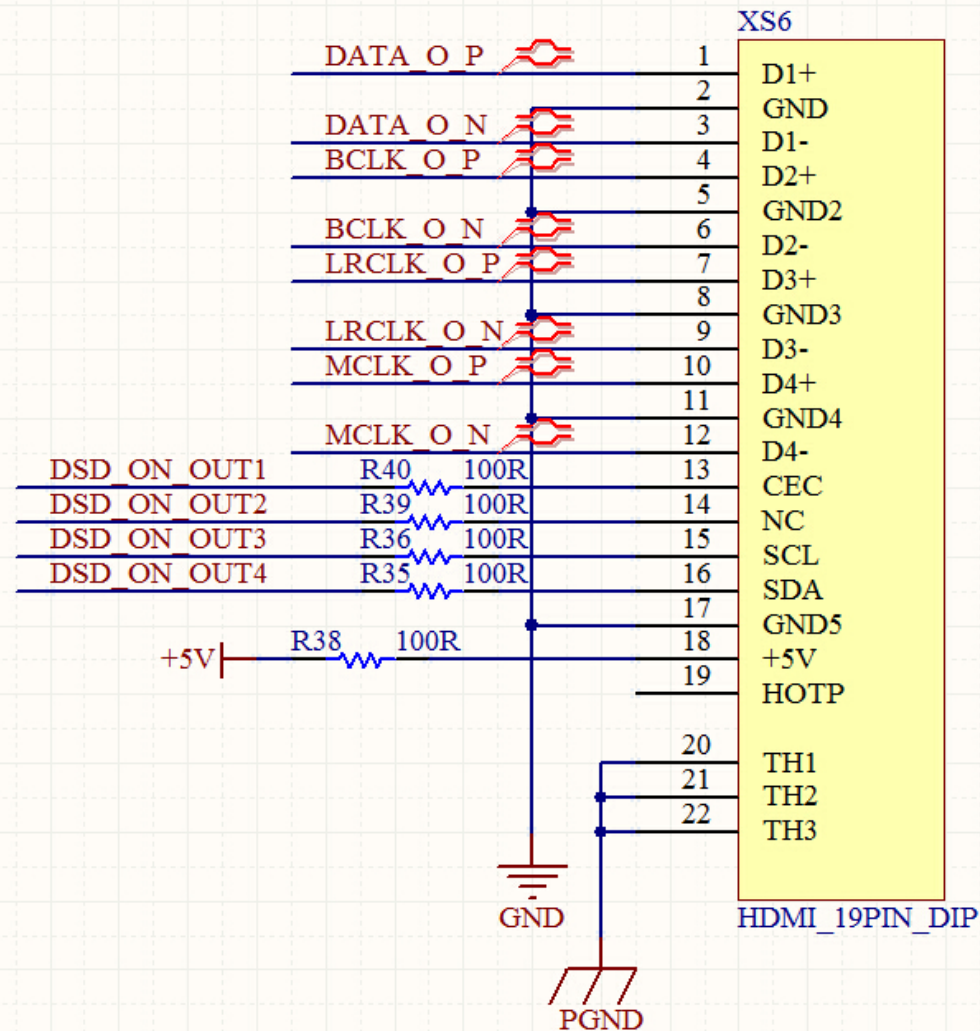 XS6
DATA_O_P 1 D1+
2 GND
DATA_O_N 3 D1-
BCLK_O_P 4 D2+
5 GND2
BCLK_O_N 6 D2-
LRCLK_O_P 7 D3+
8 GND3
LRCLK_O_N 9 D3-
MCLK_O_P 10 D4+
11 GND4
MCLK_O_N 12 D4-
DSD_ON_OUT1 R40 100R 13 CEC
DSD_ON_OUT2 R39 100R 14 NC
DSD_ON_OUT3 R36 100R 15 SCL
DSD_ON_OUT4 R35 100R 16 SDA
17 GND5
+5V R38 100R 18 +5V
19 HOTP
20 TH1
21 TH2
22 TH3
GND HDMI_19PIN_DIP
PGND